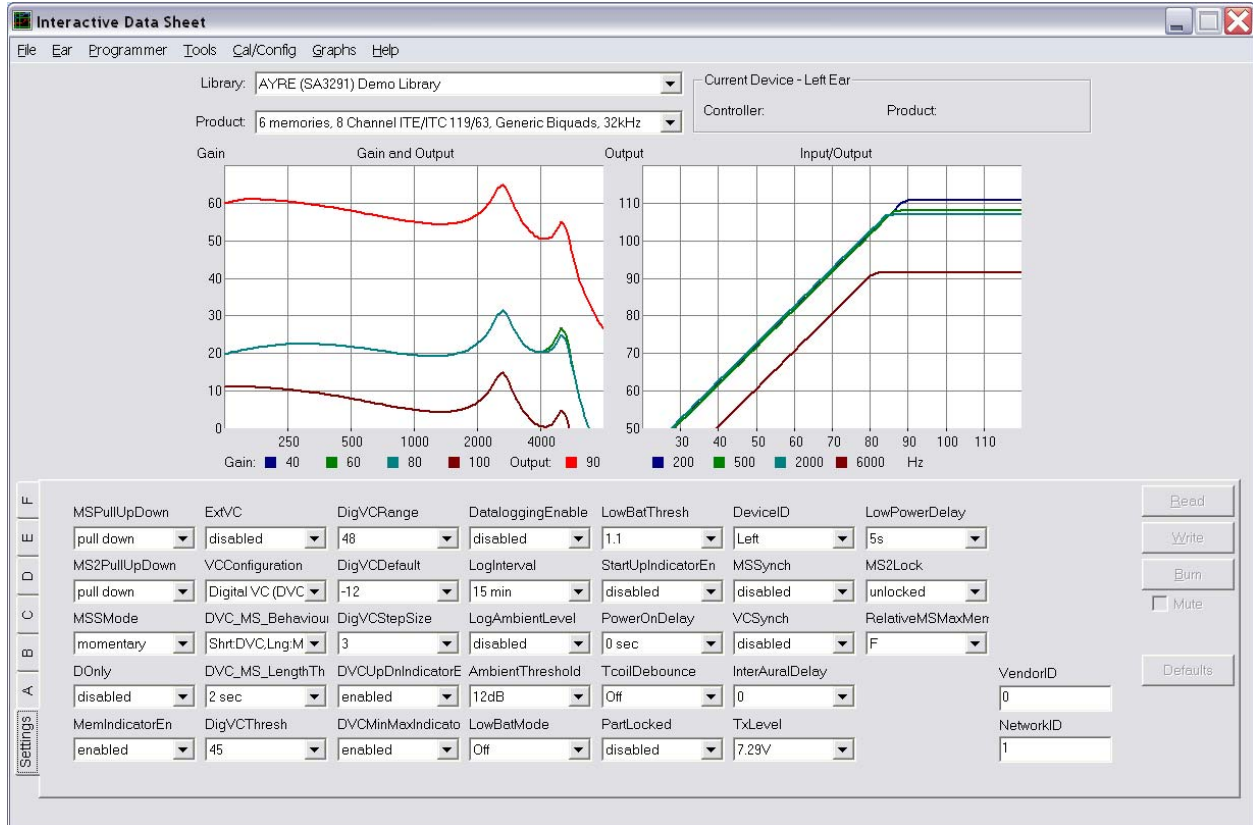 Interactive Data Sheet
File Ear Programmer Tools Cal/Config Graphs Help
Library: AYRE (SA3291) Demo Library
Current Device - Left Ear
Controller: Product:
Product: 6 memories, 8 Channel ITE/ITC 119/63, Generic Biquads, 32kHz
Gain Gain and Output Output Input/Output
60
50
40
30
20
10
0
250 500 1000 2000 4000
110
100
90
80
70
60
50
30 40 50 60 70 80 90 100 110
Gain: 40 60 80 100 Output: 90
200 500 2000 6000 Hz
F
E
D
C
B
A
Settings
MSPullUpDown ExtVC DigVCRange DataloggingEnable LowBatThresh DeviceID LowPowerDelay
pull down disabled 48 disabled 1.1 Left 5s
MS2PullUpDown VCConfiguration DigVCDefault LogInterval StartUpIndicatorEn MSSynch MS2Lock
pull down Digital VC (DVC -12 15 min disabled disabled unlocked
MSSMode DVC_MS_Behaviour DigVCStepSize LogAmbientLevel PowerOnDelay VCSynch RelativeMSMaxMem
momentary Shrt:DVC,Lng:M 3 disabled 0 sec disabled F
DOnly DVC_MS_LengthTh DVCUpDnIndicatorE AmbientThreshold TcoilDebounce InterAuralDelay VendorID
disabled 2 sec enabled 12dB Off 0 0
MemIndicatorEn DigVCThresh DVCMinMaxIndicato LowBatMode PartLocked TxLevel NetworkID
enabled 45 enabled Off disabled 7.29V 1
Read
Write
Burn
Mute
Defaults